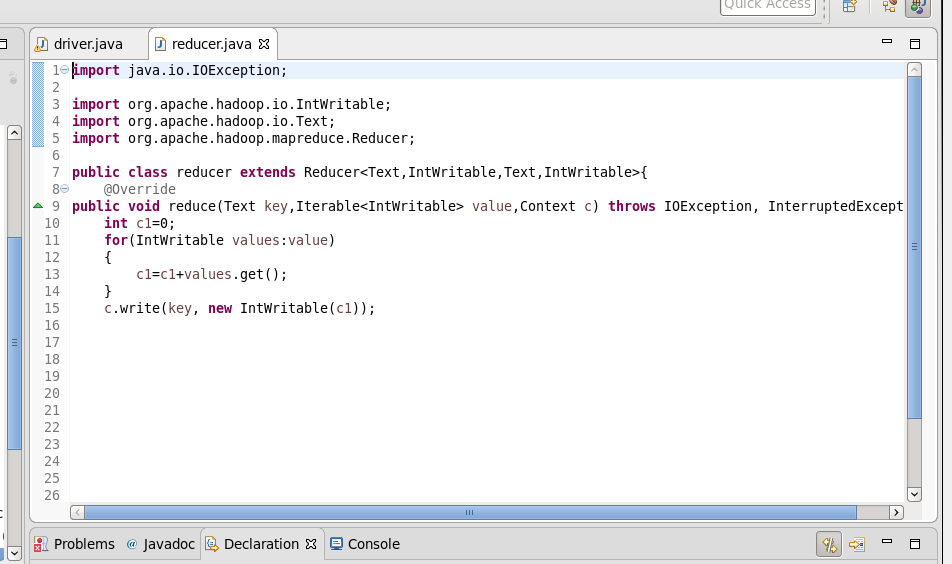 Quick Access
driver.java
reducer.java
1 import java.io.IOException;
2
3 import org.apache.hadoop.io.IntWritable;
4 import org.apache.hadoop.io.Text;
5 import org.apache.hadoop.mapreduce.Reducer;
6
7 public class reducer extends Reducer<Text,IntWritable,Text,IntWritable>{
8 @Override
9 public void reduce(Text key,Iterable<IntWritable> value,Context c) throws IOException, InterruptedExcept
10 int c1=0;
11 for(IntWritable values:value)
12 {
13 c1=c1+values.get();
14 }
15 c.write(key, new IntWritable(c1));
16
17
18
19
20
21
22
23
24
25
26
Problems @ Javadoc Declaration Console